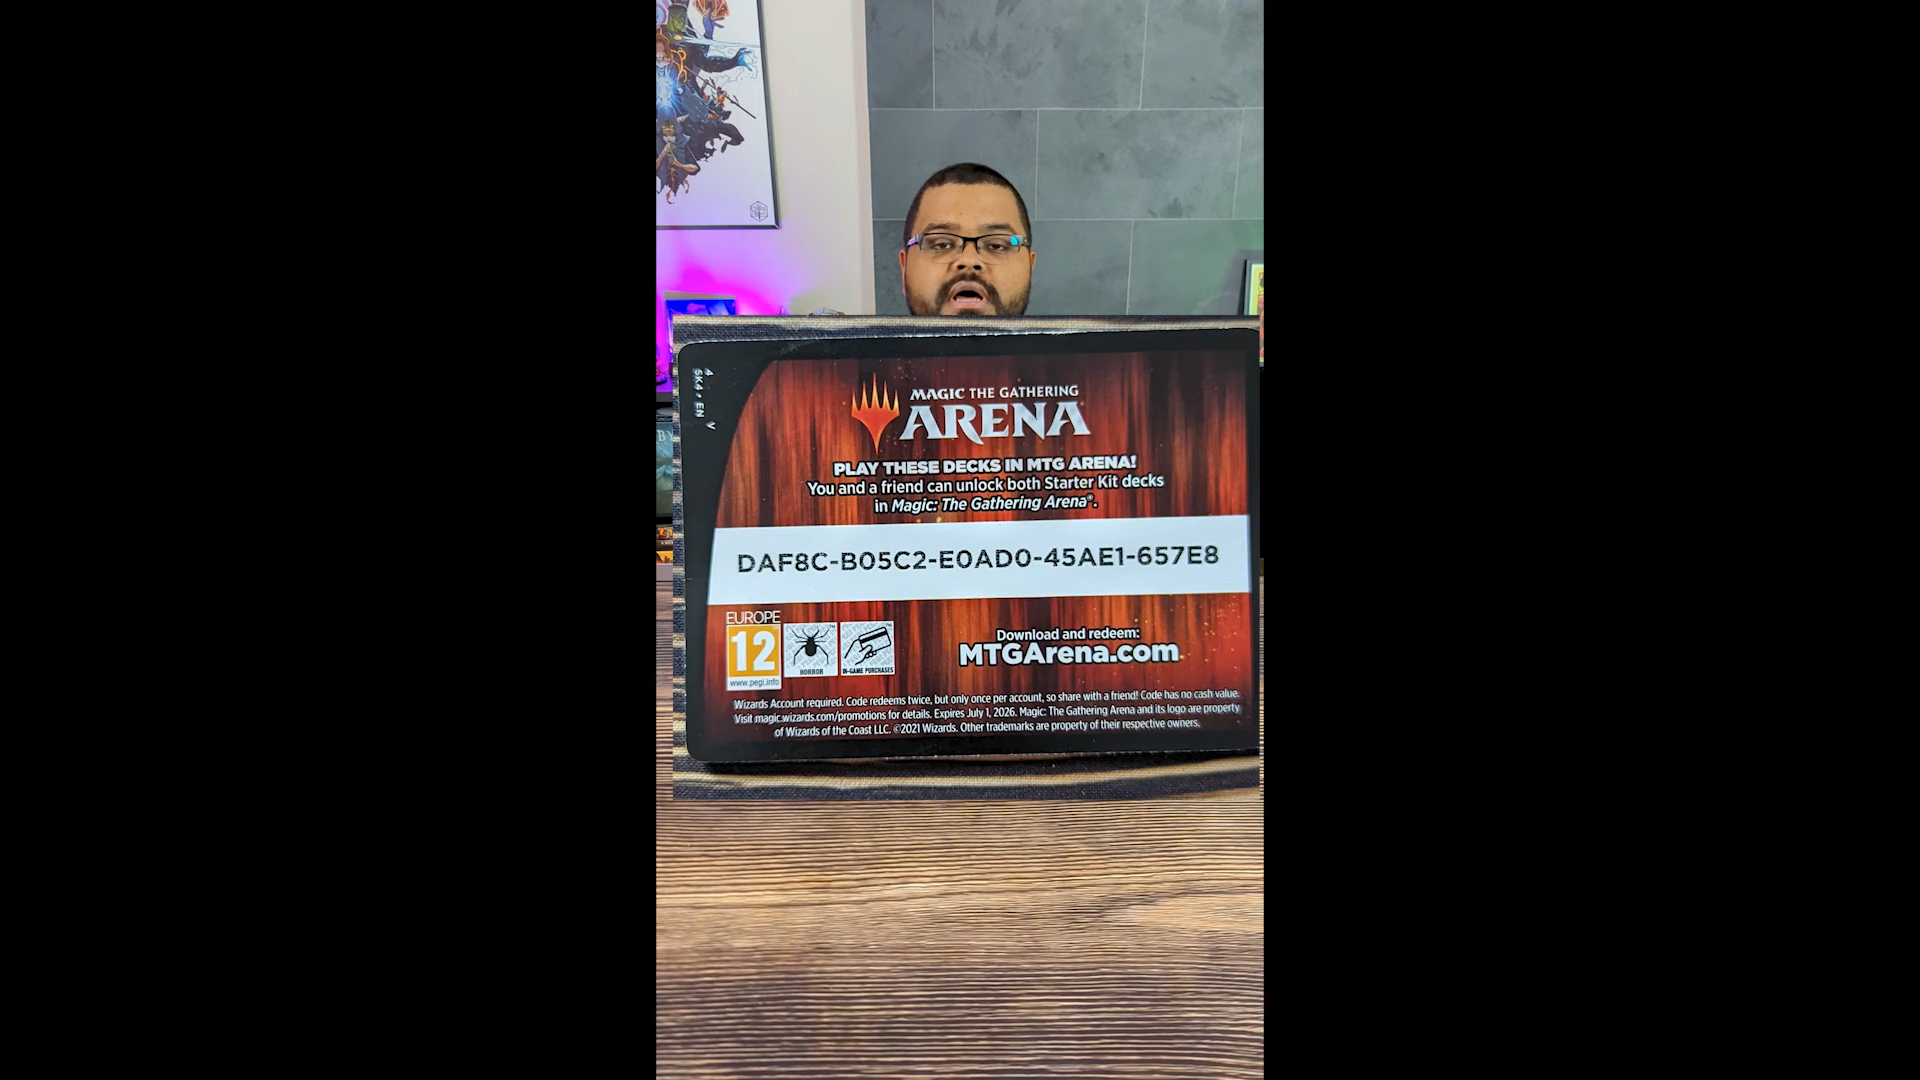 4
SK4 • EN V
MAGIC THE GATHERING
ARENA
PLAY THESE DECKS IN MTG ARENA!
You and a friend can unlock both Starter Kit decks
in Magic: The Gathering Arena®.
DAF8C-B05C2-E0AD0-45AE1-657E8
EUROPE
12
www.pegi.info
HORROR
IN-GAME PURCHASES
Download and redeem:
MTGArena.com
Wizards Account required. Code redeems twice, but only once per account, so share with a friend! Code has no cash value.
Visit magic.wizards.com/promotions for details. Expires July 1, 2026. Magic: The Gathering Arena and its logo are property
of Wizards of the Coast LLC. ©2021 Wizards. Other trademarks are property of their respective owners.
BY